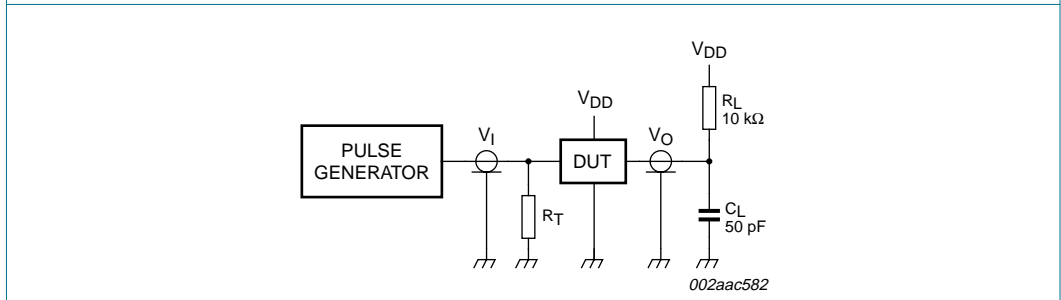 VDD
RL
10 kΩ
VDD
VI
VO
PULSE
GENERATOR
DUT
RT
CL
50 pF
002aac582